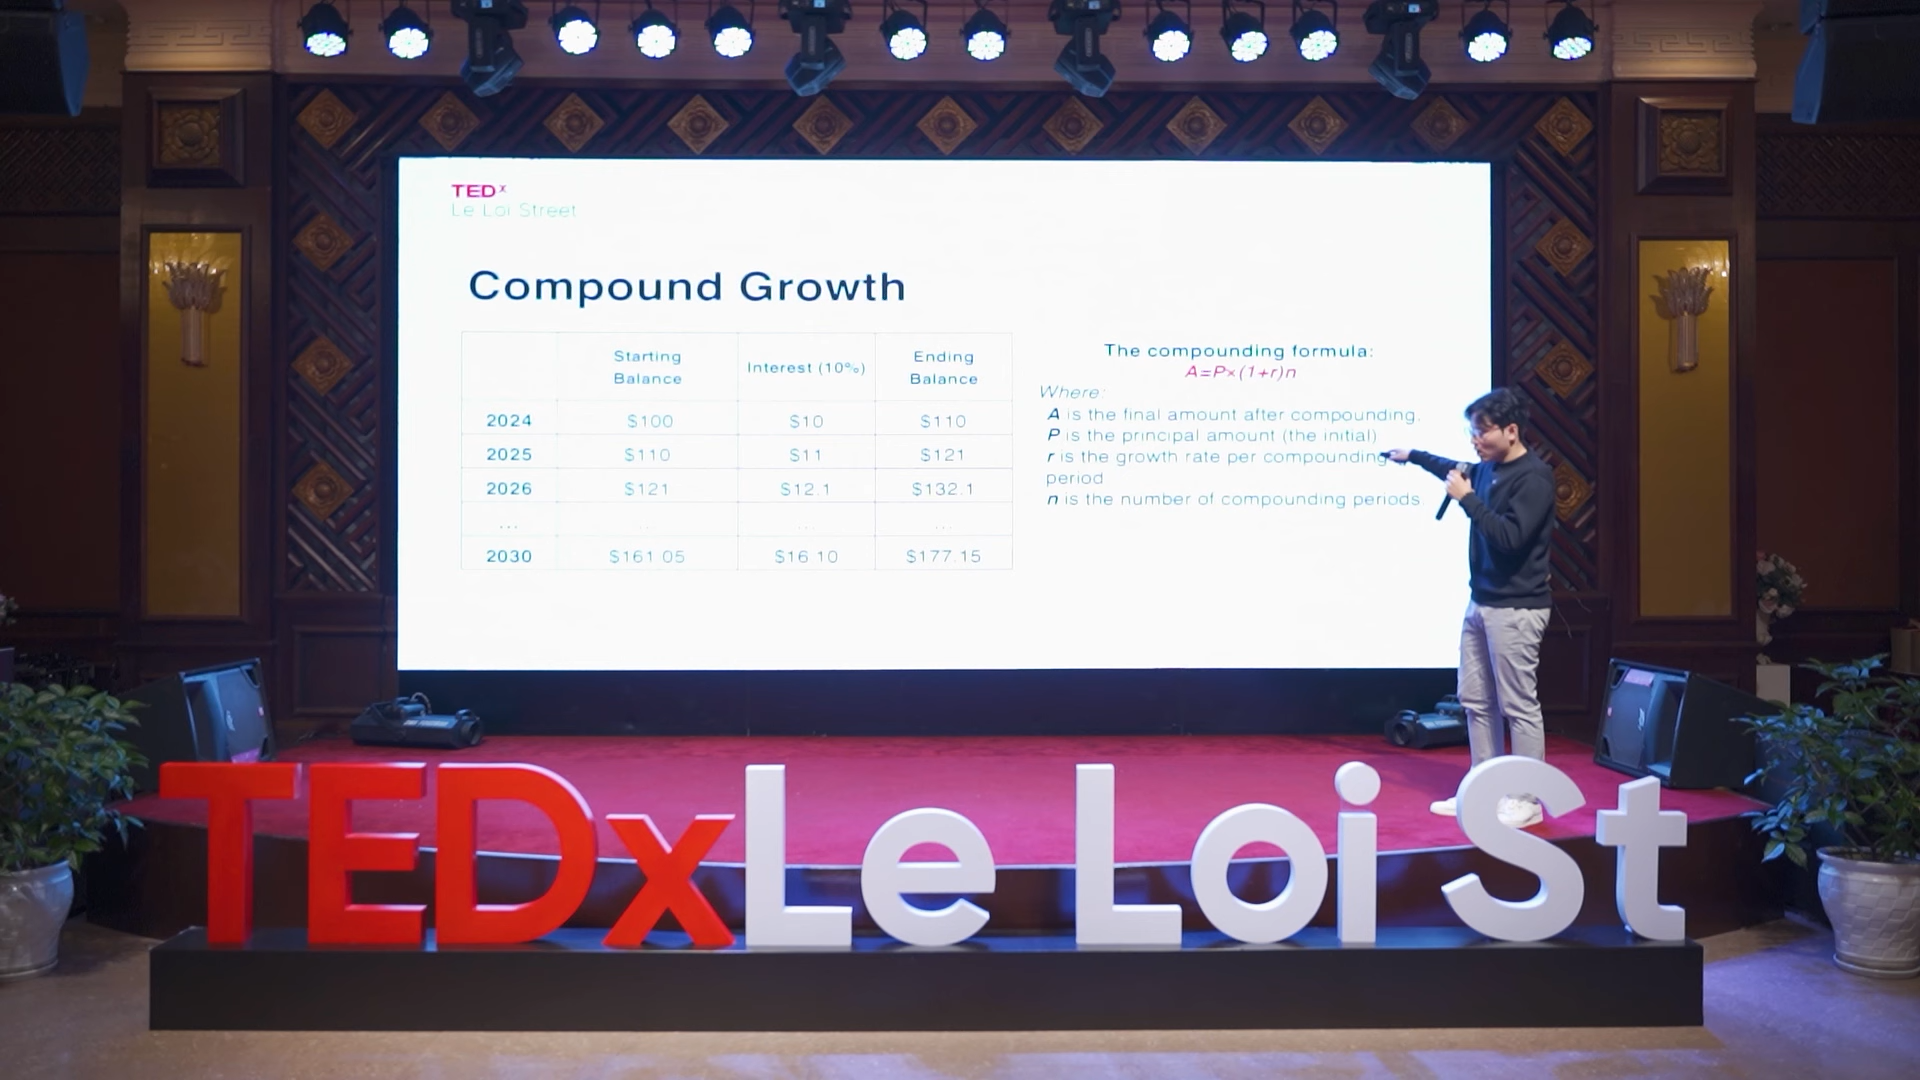 TEDx
Le Loi Street
Compound Growth
Starting Balance Interest (10%) Ending Balance
2024 $100 $10 $110
2025 $110 $11 $121
2026 $121 $12.1 $132.1
... ... ... ...
2030 $161.05 $16.10 $177.15
The compounding formula:
A=P×(1+r)n
Where:
A is the final amount after compounding.
P is the principal amount (the initial)
r is the growth rate per compounding
period
n is the number of compounding periods.
TEDxLe Loi St